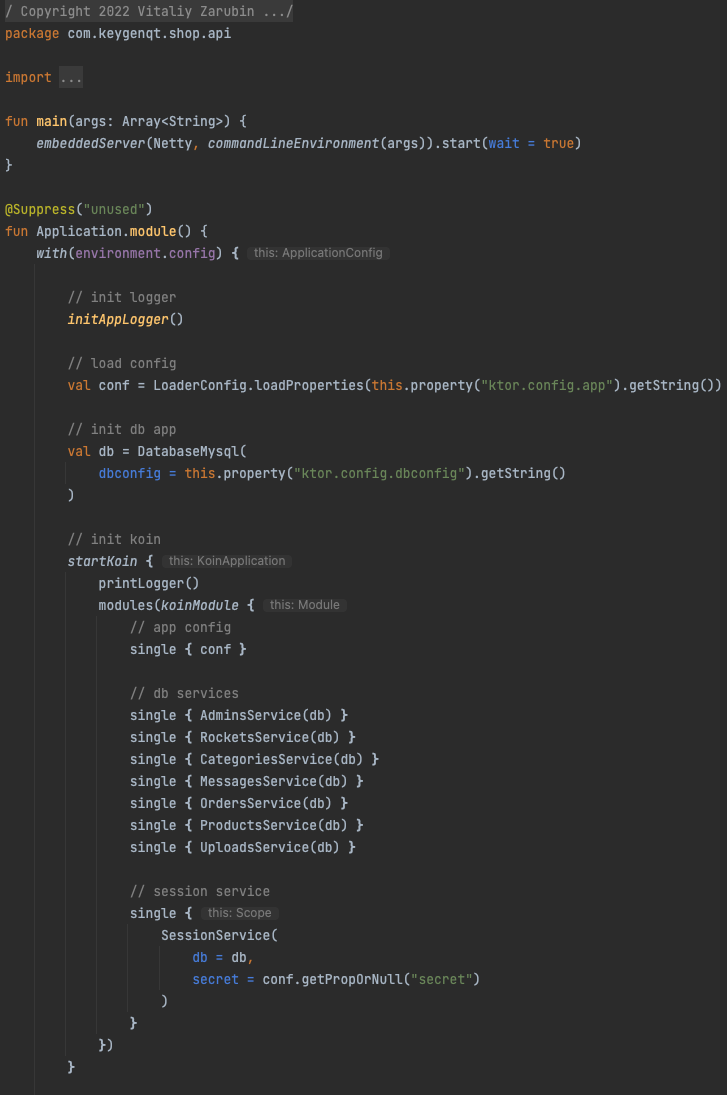 / Copyright 2022 Vitaliy Zarubin .../
package com.keygenqt.shop.api
import ...
fun main(args: Array<String>) {
    embeddedServer(Netty, commandLineEnvironment(args)).start(wait = true)
}
@Suppress("unused")
fun Application.module() {
    with(environment.config) { this: ApplicationConfig
        // init logger
        initAppLogger()
        // load config
        val conf = LoaderConfig.loadProperties(this.property("ktor.config.app").getString())
        // init db app
        val db = DatabaseMysql(
            dbconfig = this.property("ktor.config.dbconfig").getString()
        )
        // init koin
        startKoin { this: KoinApplication
            printLogger()
            modules(koinModule { this: Module
                // app config
                single { conf }
                // db services
                single { AdminsService(db) }
                single { RocketsService(db) }
                single { CategoriesService(db) }
                single { MessagesService(db) }
                single { OrdersService(db) }
                single { ProductsService(db) }
                single { UploadsService(db) }
                // session service
                single { this: Scope
                    SessionService(
                        db = db,
                        secret = conf.getPropOrNull("secret")
                    )
                }
            })
        }